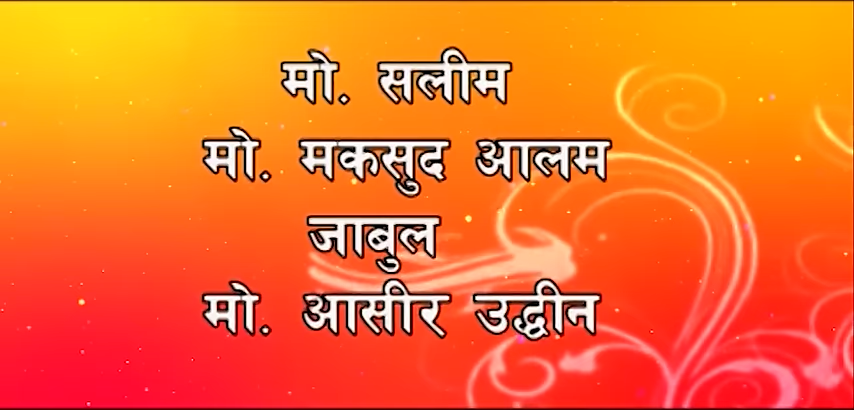 मो. सलीम
मो. मकसुद आलम
जाबुल
मो. आसीर उद्धीन